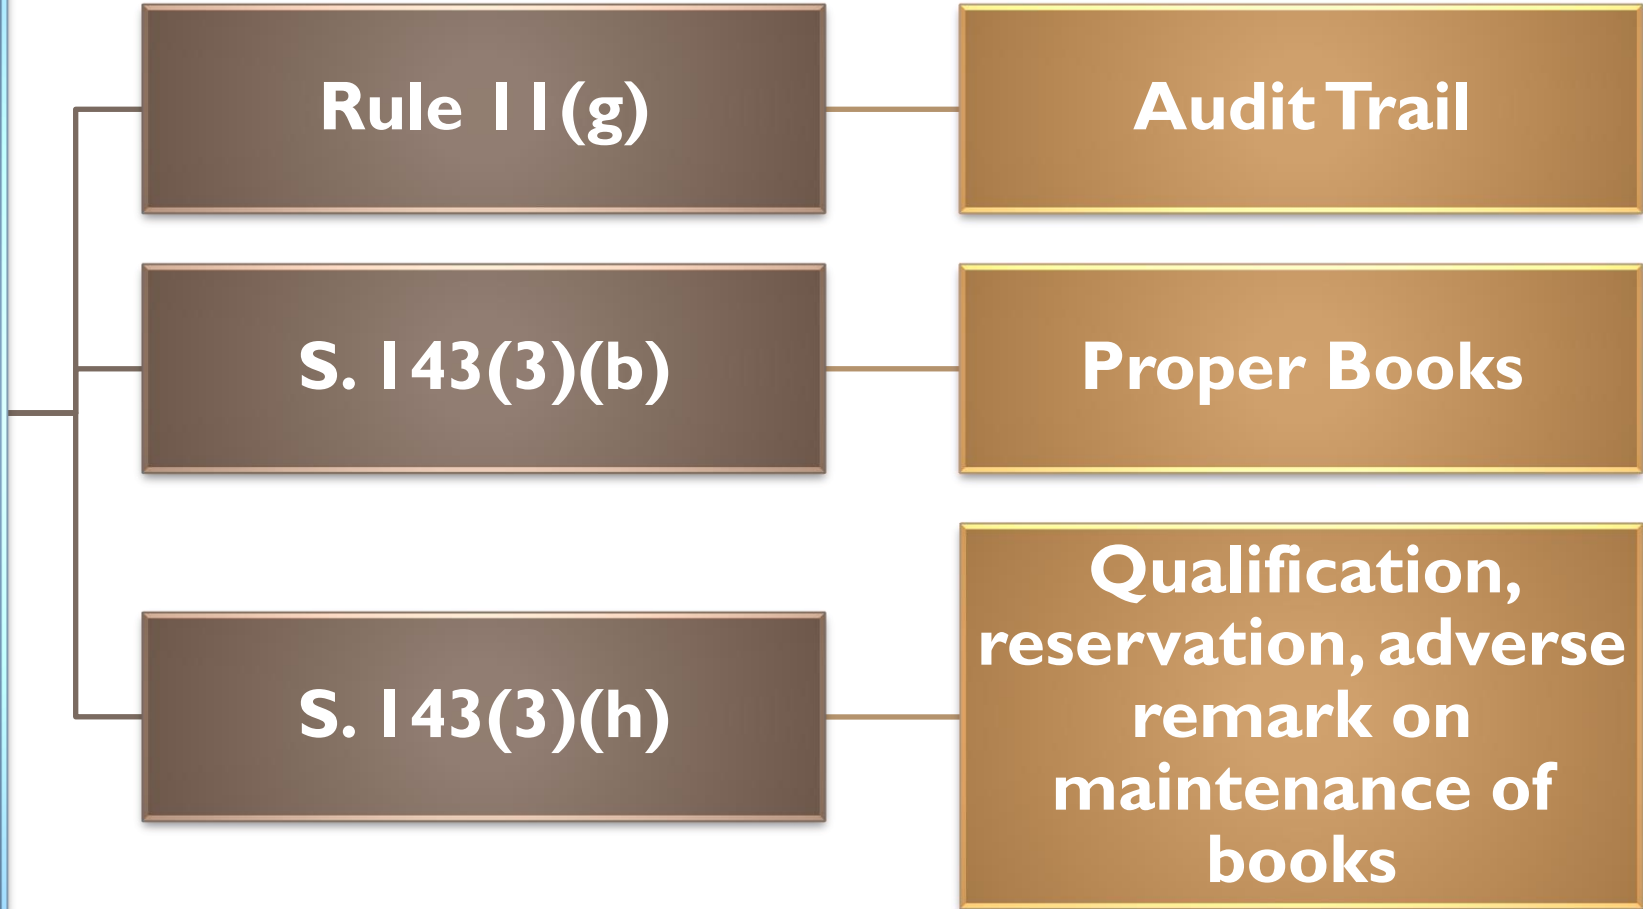 Rule 11(g)
Audit Trail
S. 143(3)(b)
Proper Books
S. 143(3)(h)
Qualification,
reservation, adverse
remark on
maintenance of
books